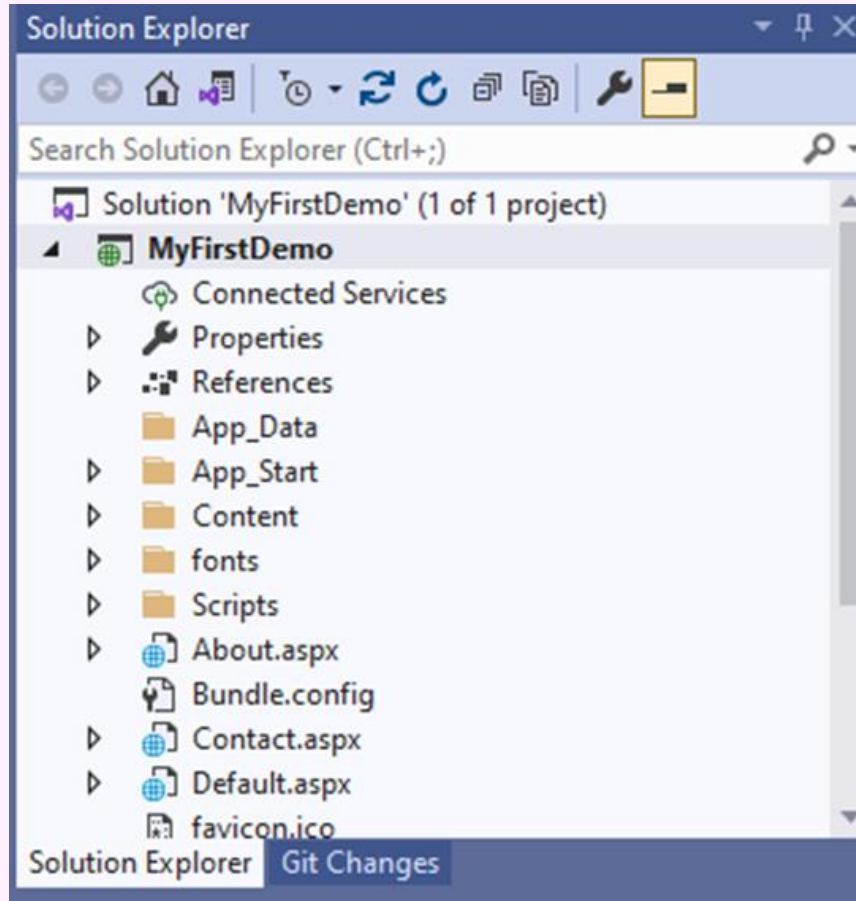 Solution Explorer
Search Solution Explorer (Ctrl+;)
Solution 'MyFirstDemo' (1 of 1 project)
MyFirstDemo
Connected Services
Properties
References
App_Data
App_Start
Content
fonts
Scripts
About.aspx
Bundle.config
Contact.aspx
Default.aspx
favicon.ico
Solution Explorer Git Changes